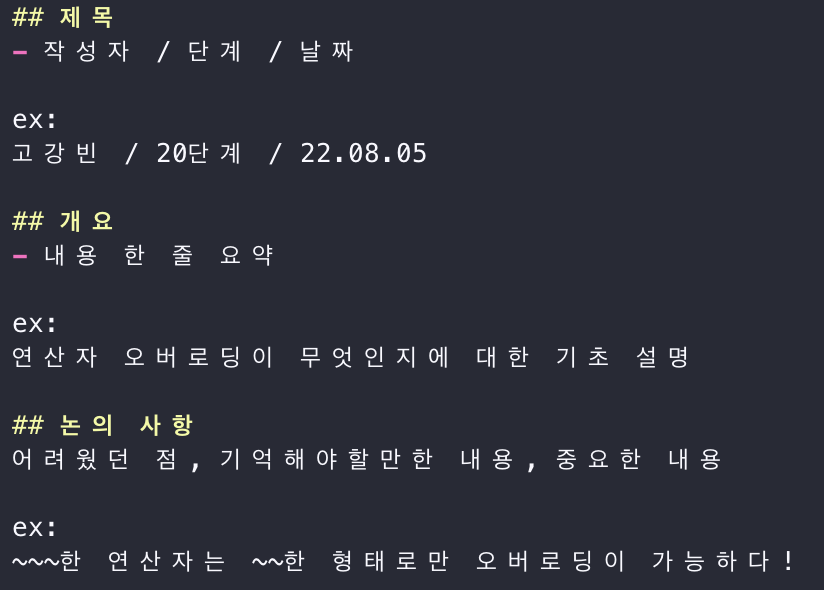 ## 제목
- 작성자 / 단계 / 날짜
ex:
고강빈 / 20단계 / 22.08.05
## 개요
- 내용 한 줄 요약
ex:
연산자 오버로딩이 무엇인지에 대한 기초 설명
## 논의 사항
어려웠던 점, 기억해야할만한 내용, 중요한 내용
ex:
~~~한 연산자는 ~~한 형태로만 오버로딩이 가능하다!